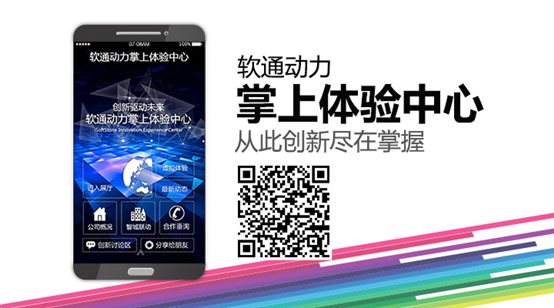 07:08AM
100%
软通动力掌上体验中心
创新驱动未来
软通动力掌上体验中心
iSoftStone Innovation Experience Center
虚拟体验
进入展厅
最新动态
公司概况
智城联动
合作垂询
创新讨论区
分享给朋友
软通动力
掌上体验中心
从此创新尽在掌握